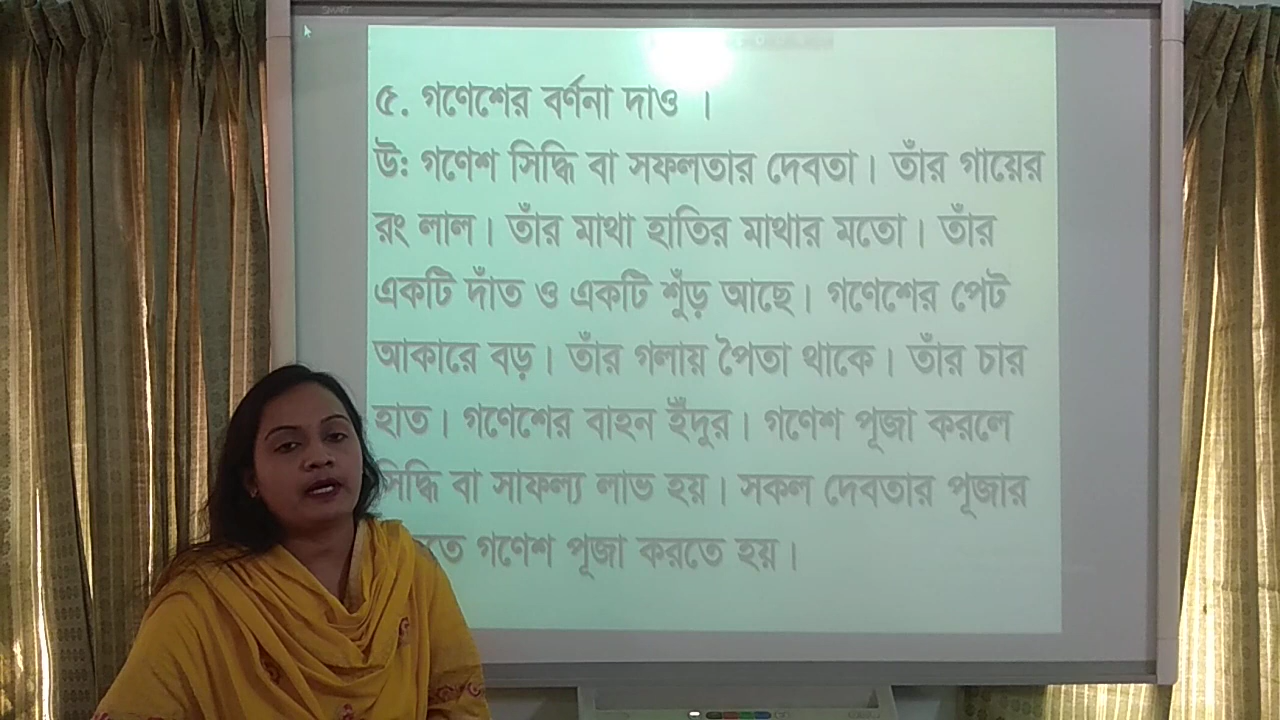 SMART
৫. গণেশের বর্ণনা দাও ।
উঃ গণেশ সিদ্ধি বা সফলতার দেবতা। তাঁর গায়ের
রং লাল। তাঁর মাথা হাতির মাথার মতো। তাঁর
একটি দাঁত ও একটি শুঁড় আছে। গণেশের পেট
আকারে বড়। তাঁর গলায় পৈতা থাকে। তাঁর চার
হাত। গণেশের বাহন ইঁদুর। গণেশ পূজা করলে
সিদ্ধি বা সাফল্য লাভ হয়। সকল দেবতার পূজার
গণেশ পূজা করতে হয়।